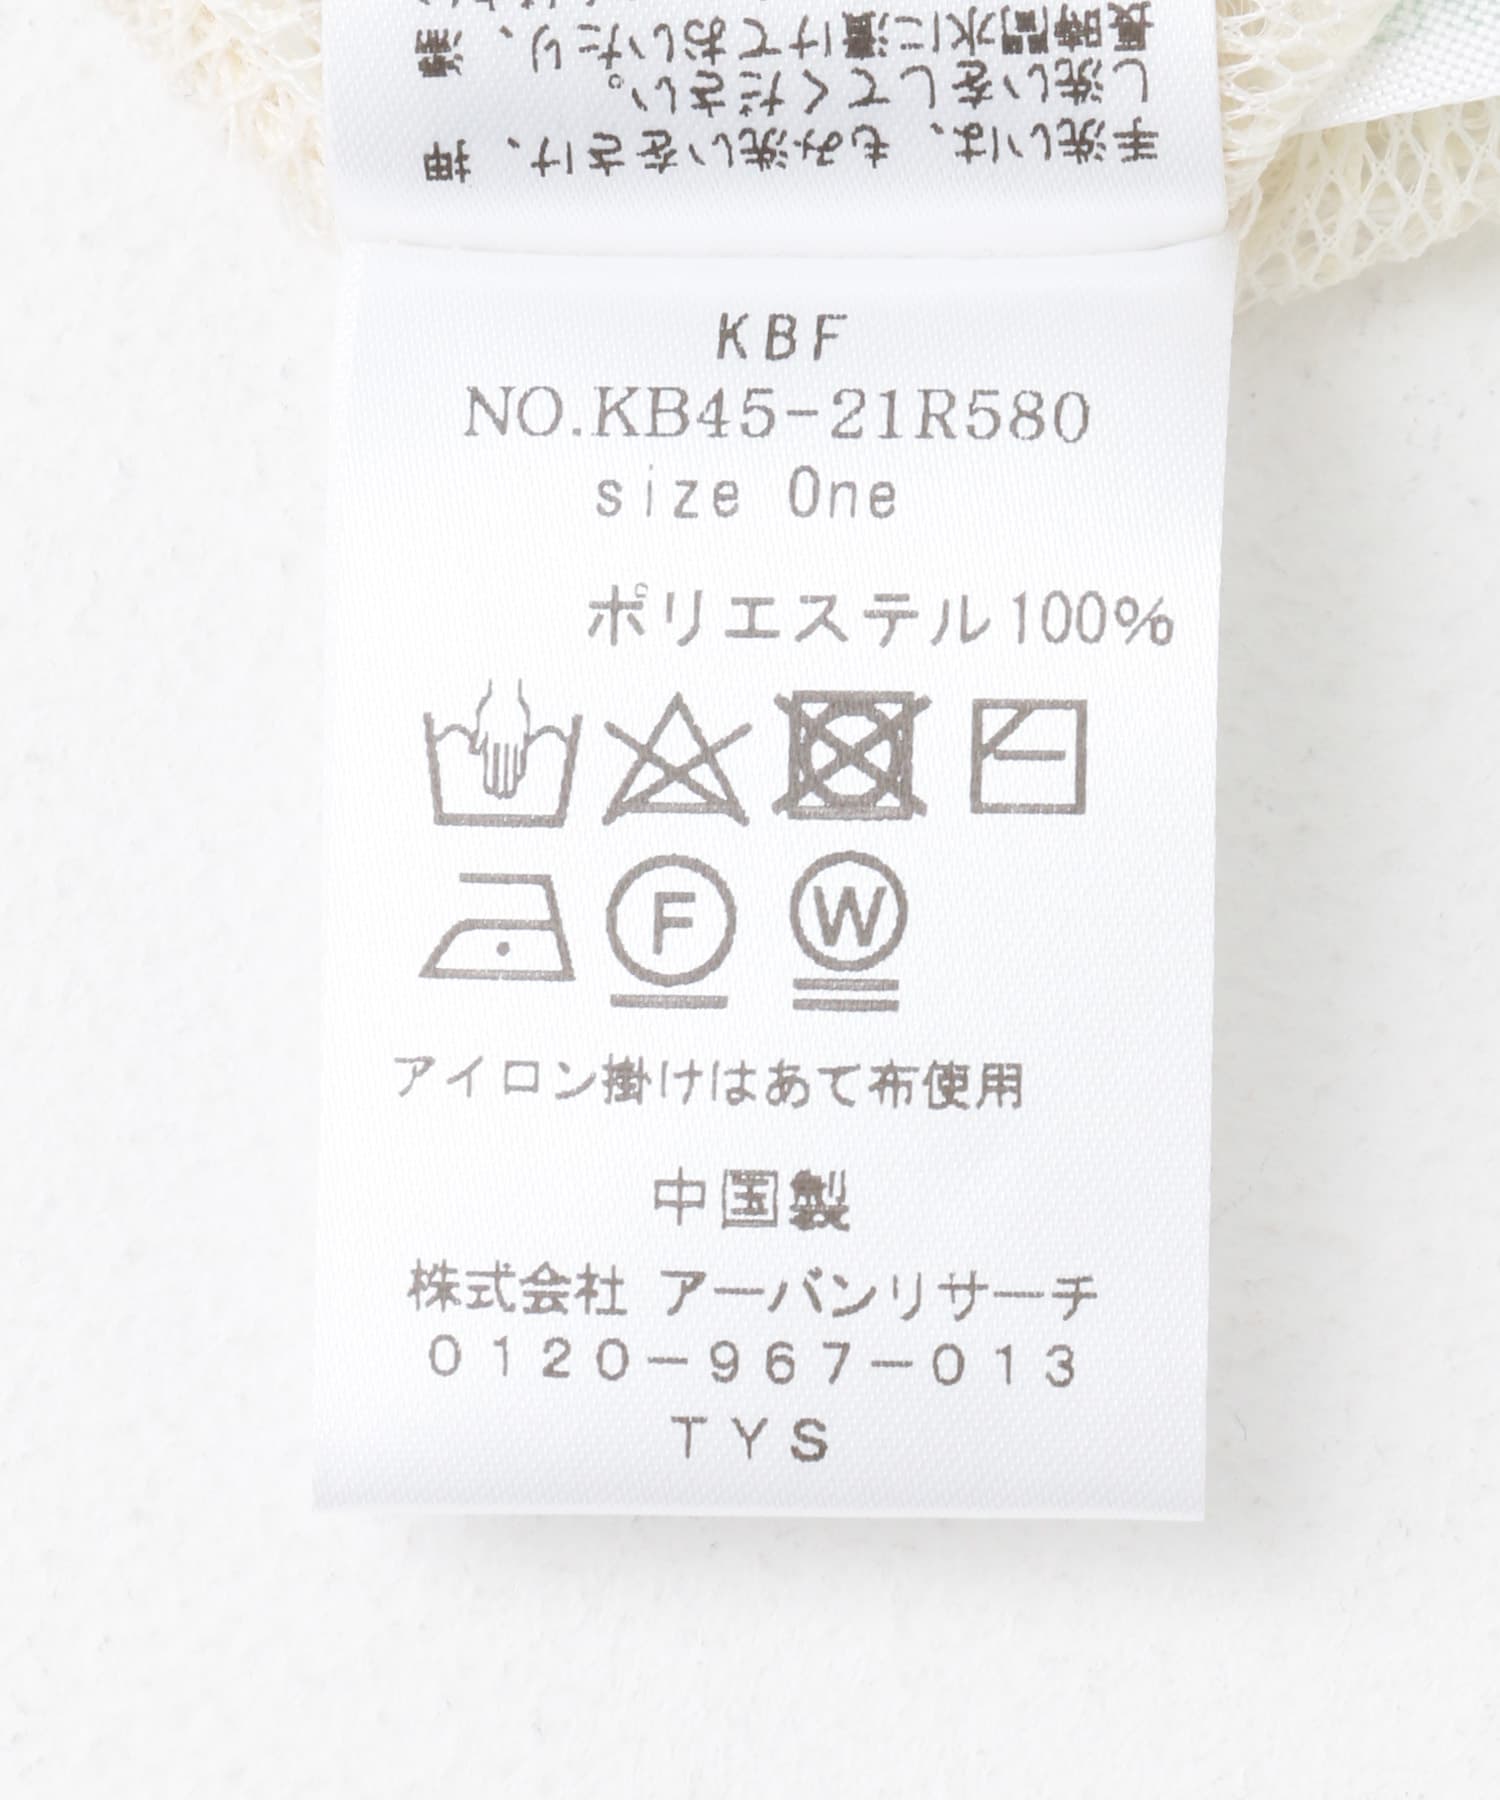 手洗いは、もみ洗いをさけ、押
し洗いをしてください。
長時間水に漬けておいたり、濡
KBF
NO.KB45-21R580
size One
ポリエステル100%
F
W
アイロン掛けはあて布使用
中国製
株式会社 アーバンリサーチ
0120-967-013
TYS